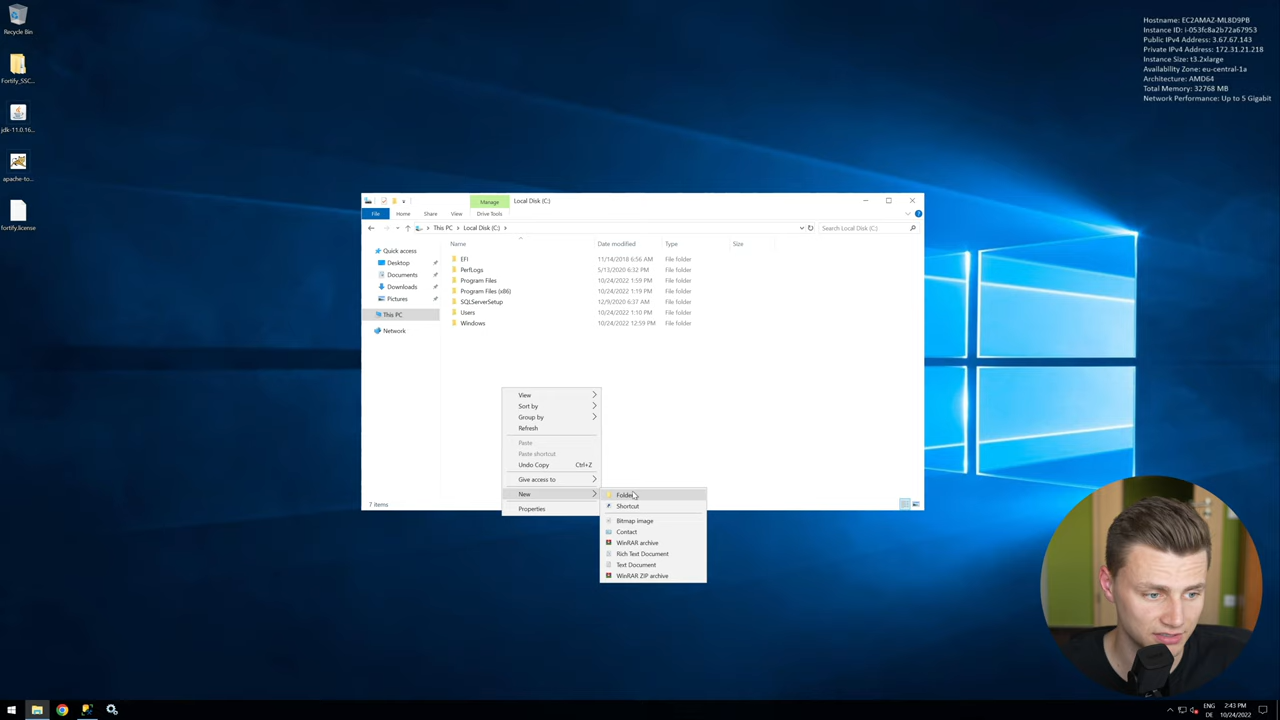 Recycle Bin
Fortify_SSC...
jdk-11.0.16...
apache-to...
fortify.license
Hostname: EC2AMAZ-ML8D9PB
Instance ID: i-053fc8a2b72a67953
Public IPv4 Address: 3.67.67.143
Private IPv4 Address: 172.31.21.218
Instance Size: t3.2xlarge
Availability Zone: eu-central-1a
Architecture: AMD64
Total Memory: 32768 MB
Network Performance: Up to 5 Gigabit
Manage
Local Disk (C:)
File
Home
Share
View
Drive Tools
This PC
Local Disk (C:)
Search Local Disk (C:)
Quick access
Desktop
Documents
Downloads
Pictures
This PC
Network
Name Date modified Type Size
EFI 11/14/2018 6:56 AM File folder
PerfLogs 5/13/2020 6:32 PM File folder
Program Files 10/24/2022 1:59 PM File folder
Program Files (x86) 10/24/2022 1:19 PM File folder
SQLServerSetup 12/9/2020 6:37 AM File folder
Users 10/24/2022 1:10 PM File folder
Windows 10/24/2022 12:59 PM File folder
View
Sort by
Group by
Refresh
Paste
Paste shortcut
Undo Copy Ctrl+Z
Give access to
New
Properties
Folder
Shortcut
Bitmap image
Contact
WinRAR archive
Rich Text Document
Text Document
WinRAR ZIP archive
7 items
ENG
DE
2:43 PM
10/24/2022